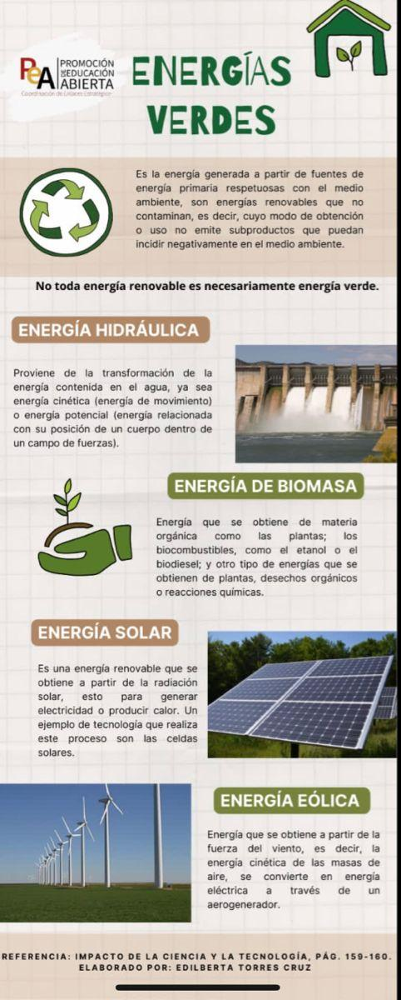 PeA
PROMOCIÓN
DE EDUCACIÓN
ABIERTA
Coordinación de Enlaces Estratégico
ENERGÍAS
VERDES
Es la energía generada a partir de fuentes de
energía primaria respetuosas con el medio
ambiente, son energías renovables que no
contaminan, es decir, cuyo modo de obtención
o uso no emite subproductos que puedan
incidir negativamente en el medio ambiente.
No toda energía renovable es necesariamente energía verde.
ENERGÍA HIDRÁULICA
Proviene de la transformación de la
energía contenida en el agua, ya sea
energía cinética (energía de movimiento)
o energía potencial (energía relacionada
con su posición de un cuerpo dentro de
un campo de fuerzas).
ENERGÍA DE BIOMASA
Energía que se obtiene de materia
orgánica como las plantas; los
biocombustibles, como el etanol o el
biodiesel; y otro tipo de energías que se
obtienen de plantas, desechos orgánicos
o reacciones químicas.
ENERGÍA SOLAR
Es una energía renovable que se
obtiene a partir de la radiación
solar, esto para generar
electricidad o producir calor. Un
ejemplo de tecnología que realiza
este proceso son las celdas
solares.
ENERGÍA EÓLICA
Energía que se obtiene a partir de la
fuerza del viento, es decir, la
energía cinética de las masas de
aire, se convierte en energía
eléctrica a través de un
aerogenerador.
REFERENCIA: IMPACTO DE LA CIENCIA Y LA TECNOLOGÍA, PÁG. 159-160.
ELABORADO POR: EDILBERTA TORRES CRUZ